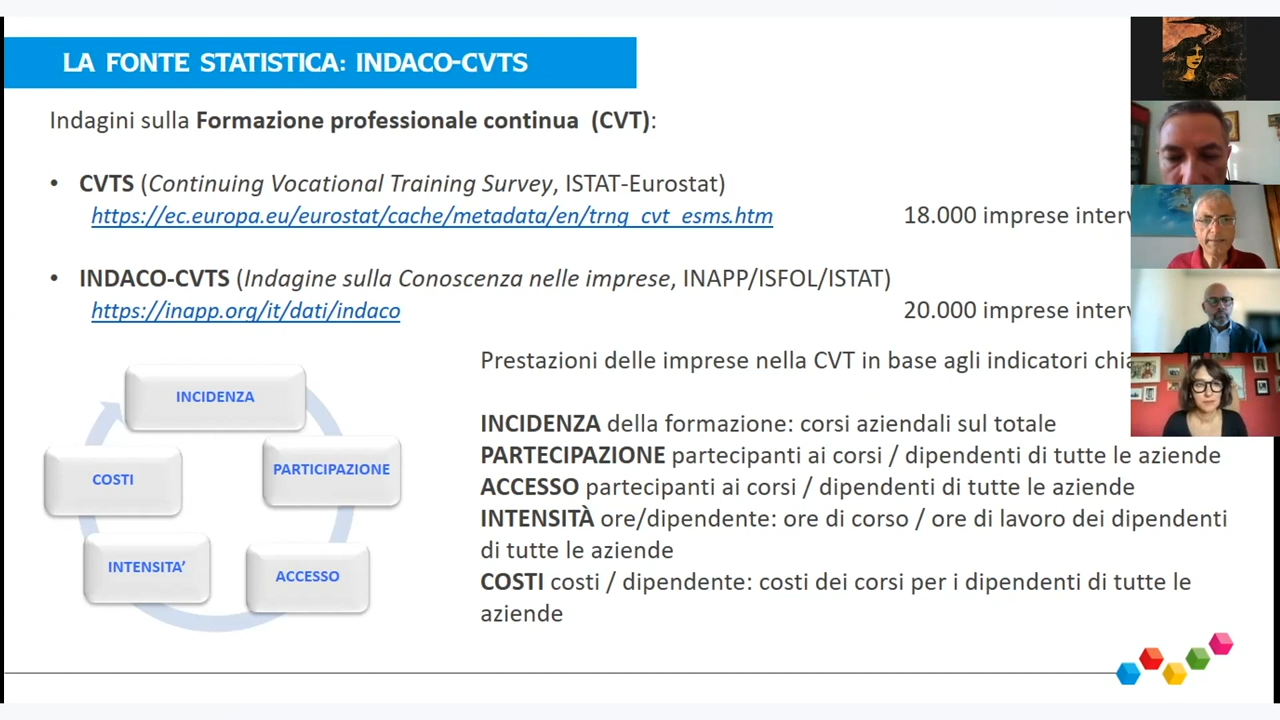 LA FONTE STATISTICA: INDACO-CVTS
Indagini sulla Formazione professionale continua (CVT):
• CVTS (Continuing Vocational Training Survey, ISTAT-Eurostat)
https://ec.europa.eu/eurostat/cache/metadata/en/trng_cvt_esms.htm
18.000 imprese interv
• INDACO-CVTS (Indagine sulla Conoscenza nelle imprese, INAPP/ISFOL/ISTAT)
https://inapp.org/it/dati/indaco
20.000 imprese interv
INCIDENZA
PARTICIPAZIONE
ACCESSO
INTENSITA’
COSTI
Prestazioni delle imprese nella CVT in base agli indicatori chia
INCIDENZA della formazione: corsi aziendali sul totale
PARTECIPAZIONE partecipanti ai corsi / dipendenti di tutte le aziende
ACCESSO partecipanti ai corsi / dipendenti di tutte le aziende
INTENSITÀ ore/dipendente: ore di corso / ore di lavoro dei dipendenti
di tutte le aziende
COSTI costi / dipendente: costi dei corsi per i dipendenti di tutte le
aziende